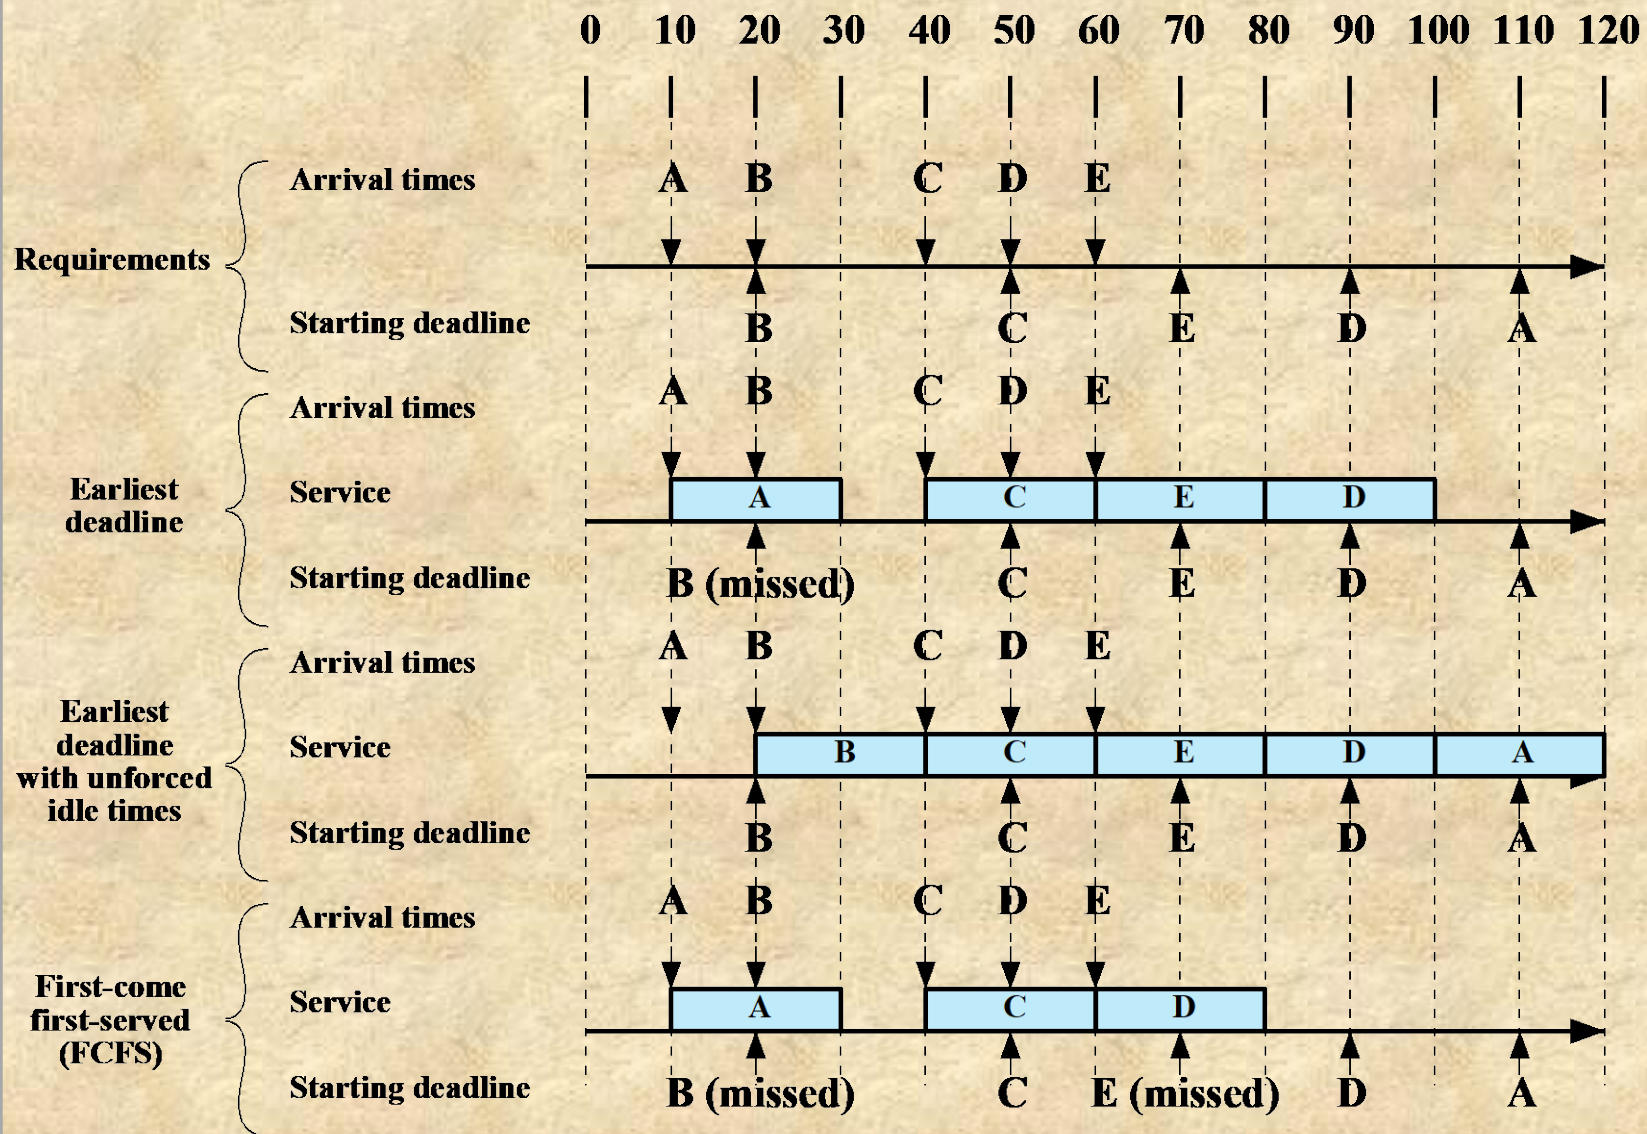 0 10 20 30 40 50 60 70 80 90 100 110 120
Arrival times
A B C D E
Requirements
Starting deadline
B C E D A
Arrival times
A B C D E
Earliest
deadline
Service
A C E D
Starting deadline
B (missed) C E D A
Arrival times
A B C D E
Earliest
deadline
with unforced
idle times
Service
B C E D A
Starting deadline
B C E D A
Arrival times
A B C D E
First-come
first-served
(FCFS)
Service
A C D
Starting deadline
B (missed) C E (missed) D A